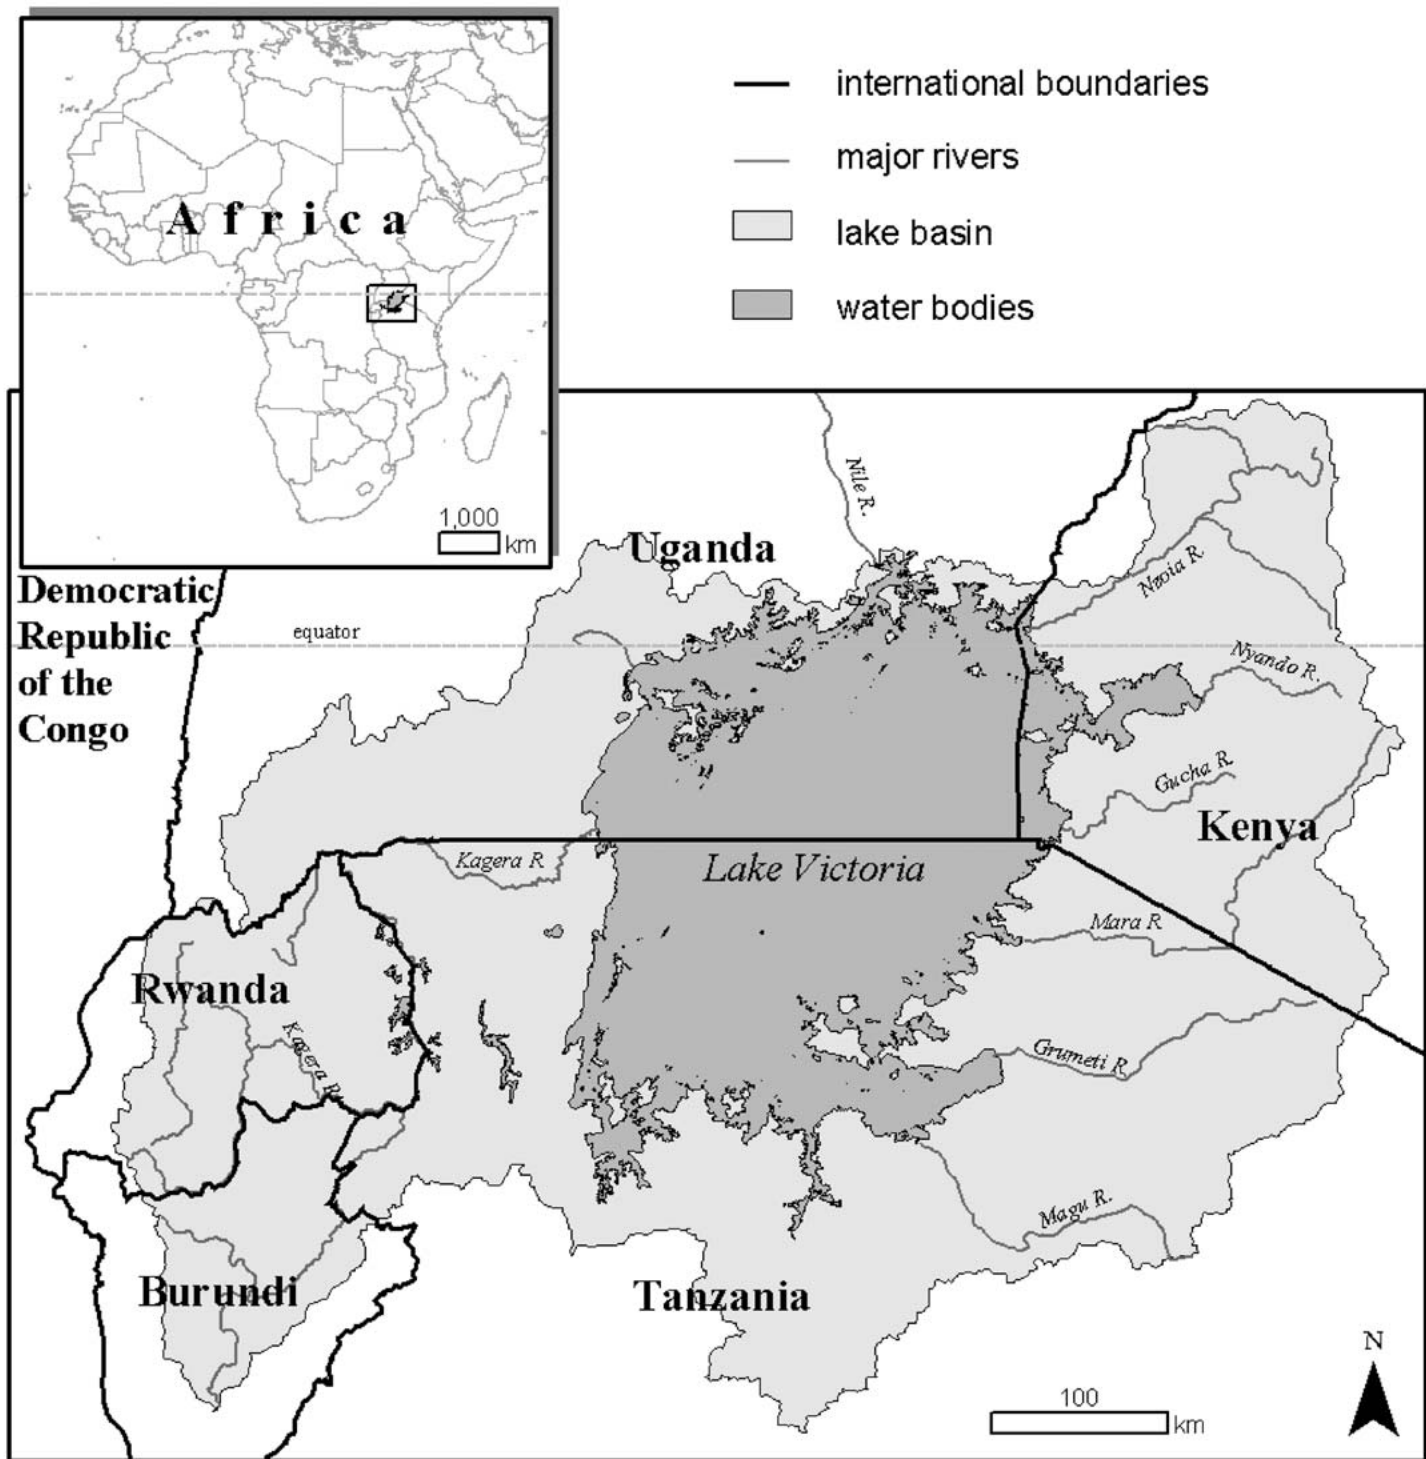 Africa
1,000
km
international boundaries
major rivers
lake basin
water bodies
Nile R.
Uganda
Democratic
Republic
of the
Congo
equator
Nzoia R.
Nyando R.
Gucha R.
Kenya
Kagera R
Lake Victoria
Mara R
Rwanda
Kagera R.
Grumeti R
Magu R.
Burundi
Tanzania
N
100
km